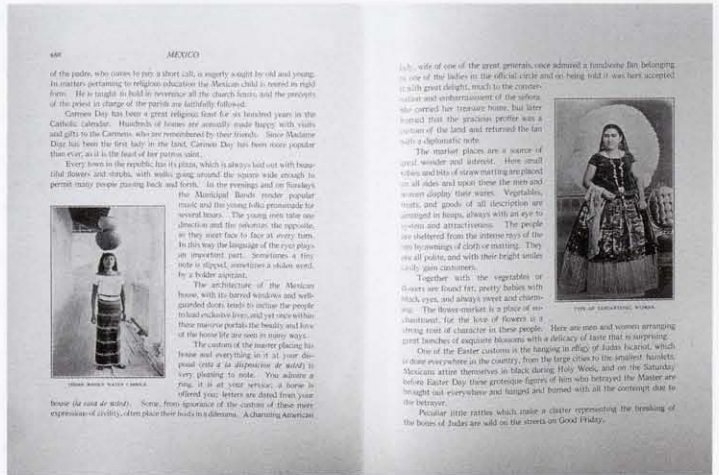 488 MEXICO
of the padre, who comes to pay a short call, is eagerly sought by old and young.
In matters pertaining to religious education the Mexican child is reared in rigid
form. He is taught to hold in reverence all the church feasts, and the precepts
of the priest in charge of the parish are faithfully followed.
Carmen Day has been a great religious feast for six hundred years in the
Catholic calendar. Hundreds of homes are annually made happy with visits
and gifts to the Carmens, who are remembered by their friends. Since Madame
Diaz has been the first lady in the land, Carmen Day has been more popular
than ever, as it is the feast of her patron saint.
Every town in the republic has its plaza, which is always laid out with beau-
tiful flowers and shrubs, with walks going around the square wide enough to
permit many people passing back and forth. In the evenings and on Sundays
the Municipal Bands render popular
music and the young folks promenade for
several hours. The young men take one
direction and the señoritas the opposite,
so they meet face to face at every turn.
In this way the language of the eyes plays
an important part. Sometimes a tiny
note is slipped, sometimes a stolen word,
by a bolder aspirant.
The architecture of the Mexican
house, with its barred windows and well-
guarded doors tends to incline the people
to lead exclusive lives, and yet once within
these massive portals the beauty and love
of the home life are seen in many ways.
The custom of the master placing his
house and everything in it at your dis-
posal (está a la disposicion de usted) is
very pleasing to note. You admire a
ring, it is at your service; a horse is
offered you; letters are dated from your
INDIAN MAIDEN WATER CARRIER.
house (la casa de usted). Some, from ignorance of the custom of these mere
expressions of civility, often place their hosts in a dilemma. A charming American
lady, wife of one of the great generals, once admired a handsome fan belonging
to one of the ladies in the official circle and on being told it was hers accepted
it with great delight, much to the conster-
nation and embarrassment of the señora.
She carried her treasure home, but later
learned that the gracious proffer was a
custom of the land and returned the fan
with a diplomatic note.
The market places are a source of
great wonder and interest. Here small
tables and bits of straw matting are placed
on all sides and upon these the men and
women display their wares. Vegetables,
fruits, and goods of all description are
arranged in heaps, always with an eye to
system and attractiveness. The people
are sheltered from the intense rays of the
sun by awnings of cloth or matting. They
are all polite, and with their bright smiles
easily gain customers.
Together with the vegetables or
flowers are found fat, pretty babies with
black eyes, and always sweet and charm-
ing. The flower-market is a place of en-
chantment, for the love of flowers is a
TYPE OF TEHUANTEPEC WOMAN.
strong trait of character in these people. Here are men and women arranging
great bunches of exquisite blossoms with a delicacy of taste that is surprising.
One of the Easter customs is the hanging in effigy of Judas Iscariot, which
is done everywhere in the country, from the large cities to the smallest hamlets.
Mexicans attire themselves in black during Holy Week, and on the Saturday
before Easter Day these grotesque figures of him who betrayed the Master are
brought out everywhere and hanged and burned with all the contempt due to
the betrayer.
Peculiar little rattles which make a clatter representing the breaking of
the bones of Judas are sold on the streets on Good Friday.